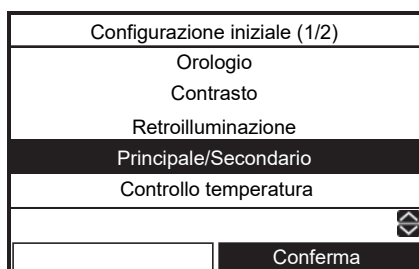 Configurazione iniziale (1/2)
Orologio
Contrasto
Retroilluminazione
Principale/Secondario
Controllo temperatura
Conferma